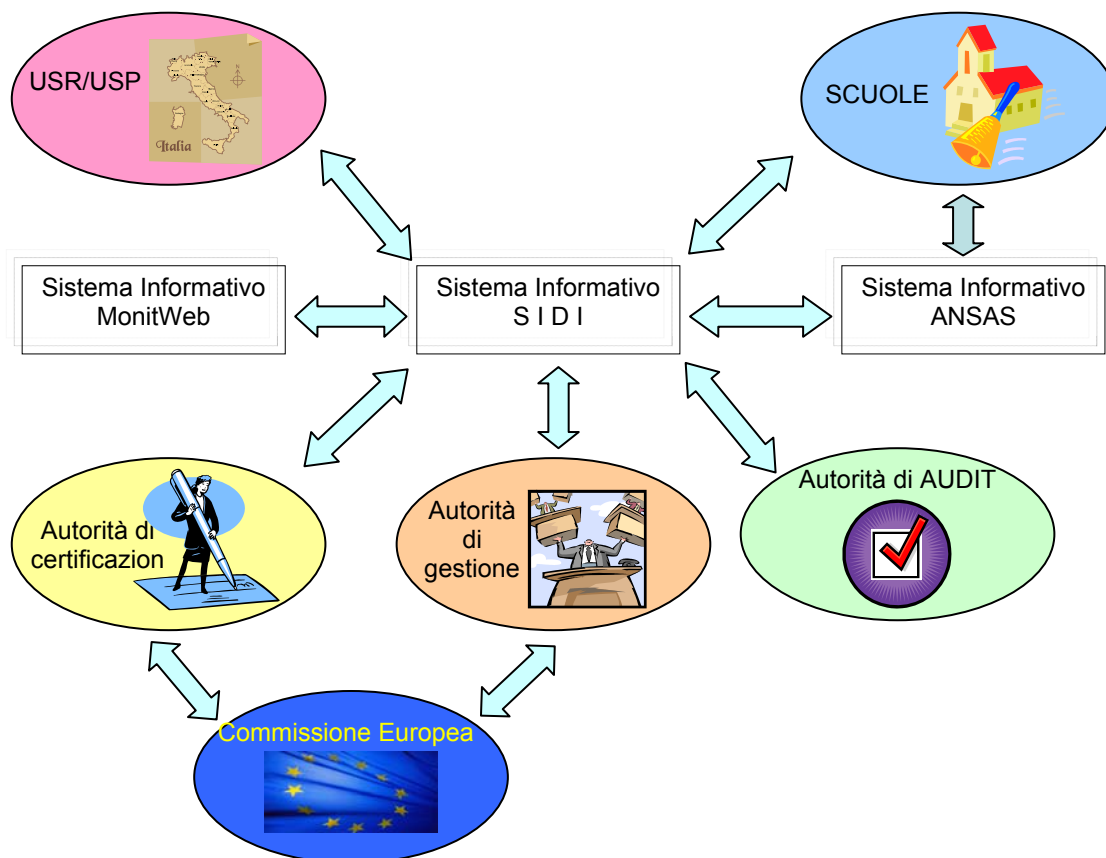 USR/USP
Italia
N
SCUOLE
Sistema Informativo
MonitWeb
Sistema Informativo
S I D I
Sistema Informativo
ANSAS
Autorità di
certificazion
Autorità
di
gestione
Autorità di AUDIT
Commissione Europea